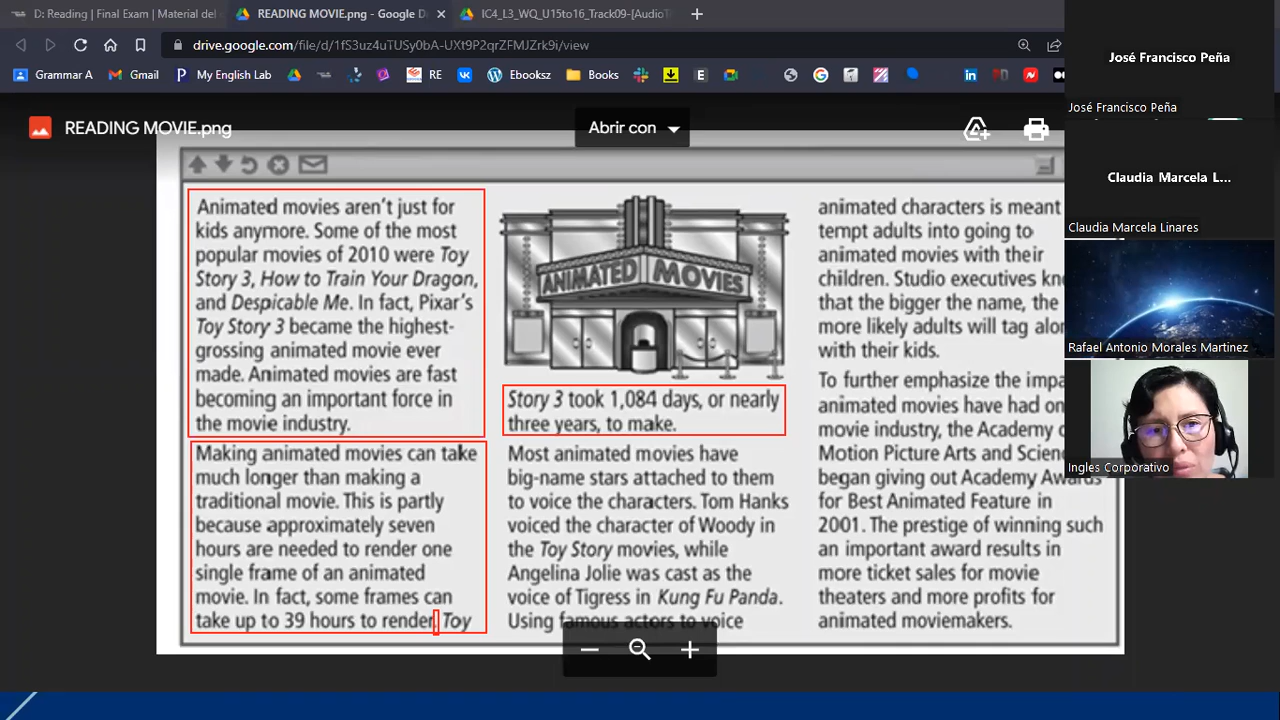 D: Reading | Final Exam | Material del
READING MOVIE.png - Google D
IC4_L3_WQ_U15to16_Track09-[AudioT
drive.google.com/file/d/1fS3uz4uTUSy0bA-UXt9P2qrZFMJZrk9i/view
Grammar A
Gmail
My English Lab
RE
Ebooksz
Books
READING MOVIE.png
Abrir con
José Francisco Peña
José Francisco Peña
Claudia Marcela L...
Claudia Marcela Linares
Rafael Antonio Morales Martinez
Ingles Corporativo
Animated movies aren't just for
kids anymore. Some of the most
popular movies of 2010 were Toy
Story 3, How to Train Your Dragon,
and Despicable Me. In fact, Pixar's
Toy Story 3 became the highest-
grossing animated movie ever
made. Animated movies are fast
becoming an important force in
the movie industry.
Making animated movies can take
much longer than making a
traditional movie. This is partly
because approximately seven
hours are needed to render one
single frame of an animated
movie. In fact, some frames can
take up to 39 hours to render. Toy
ANIMATED MOVIES
Story 3 took 1,084 days, or nearly
three years, to make.
Most animated movies have
big-name stars attached to them
to voice the characters. Tom Hanks
voiced the character of Woody in
the Toy Story movies, while
Angelina Jolie was cast as the
voice of Tigress in Kung Fu Panda.
Using famous actors to voice
animated characters is meant
tempt adults into going to
animated movies with their
children. Studio executives kn
that the bigger the name, the
more likely adults will tag alon
with their kids.
To further emphasize the impa
animated movies have had on
movie industry, the Academy o
Motion Picture Arts and Scien
began giving out Academy Awards
for Best Animated Feature in
2001. The prestige of winning such
an important award results in
more ticket sales for movie
theaters and more profits for
animated moviemakers.